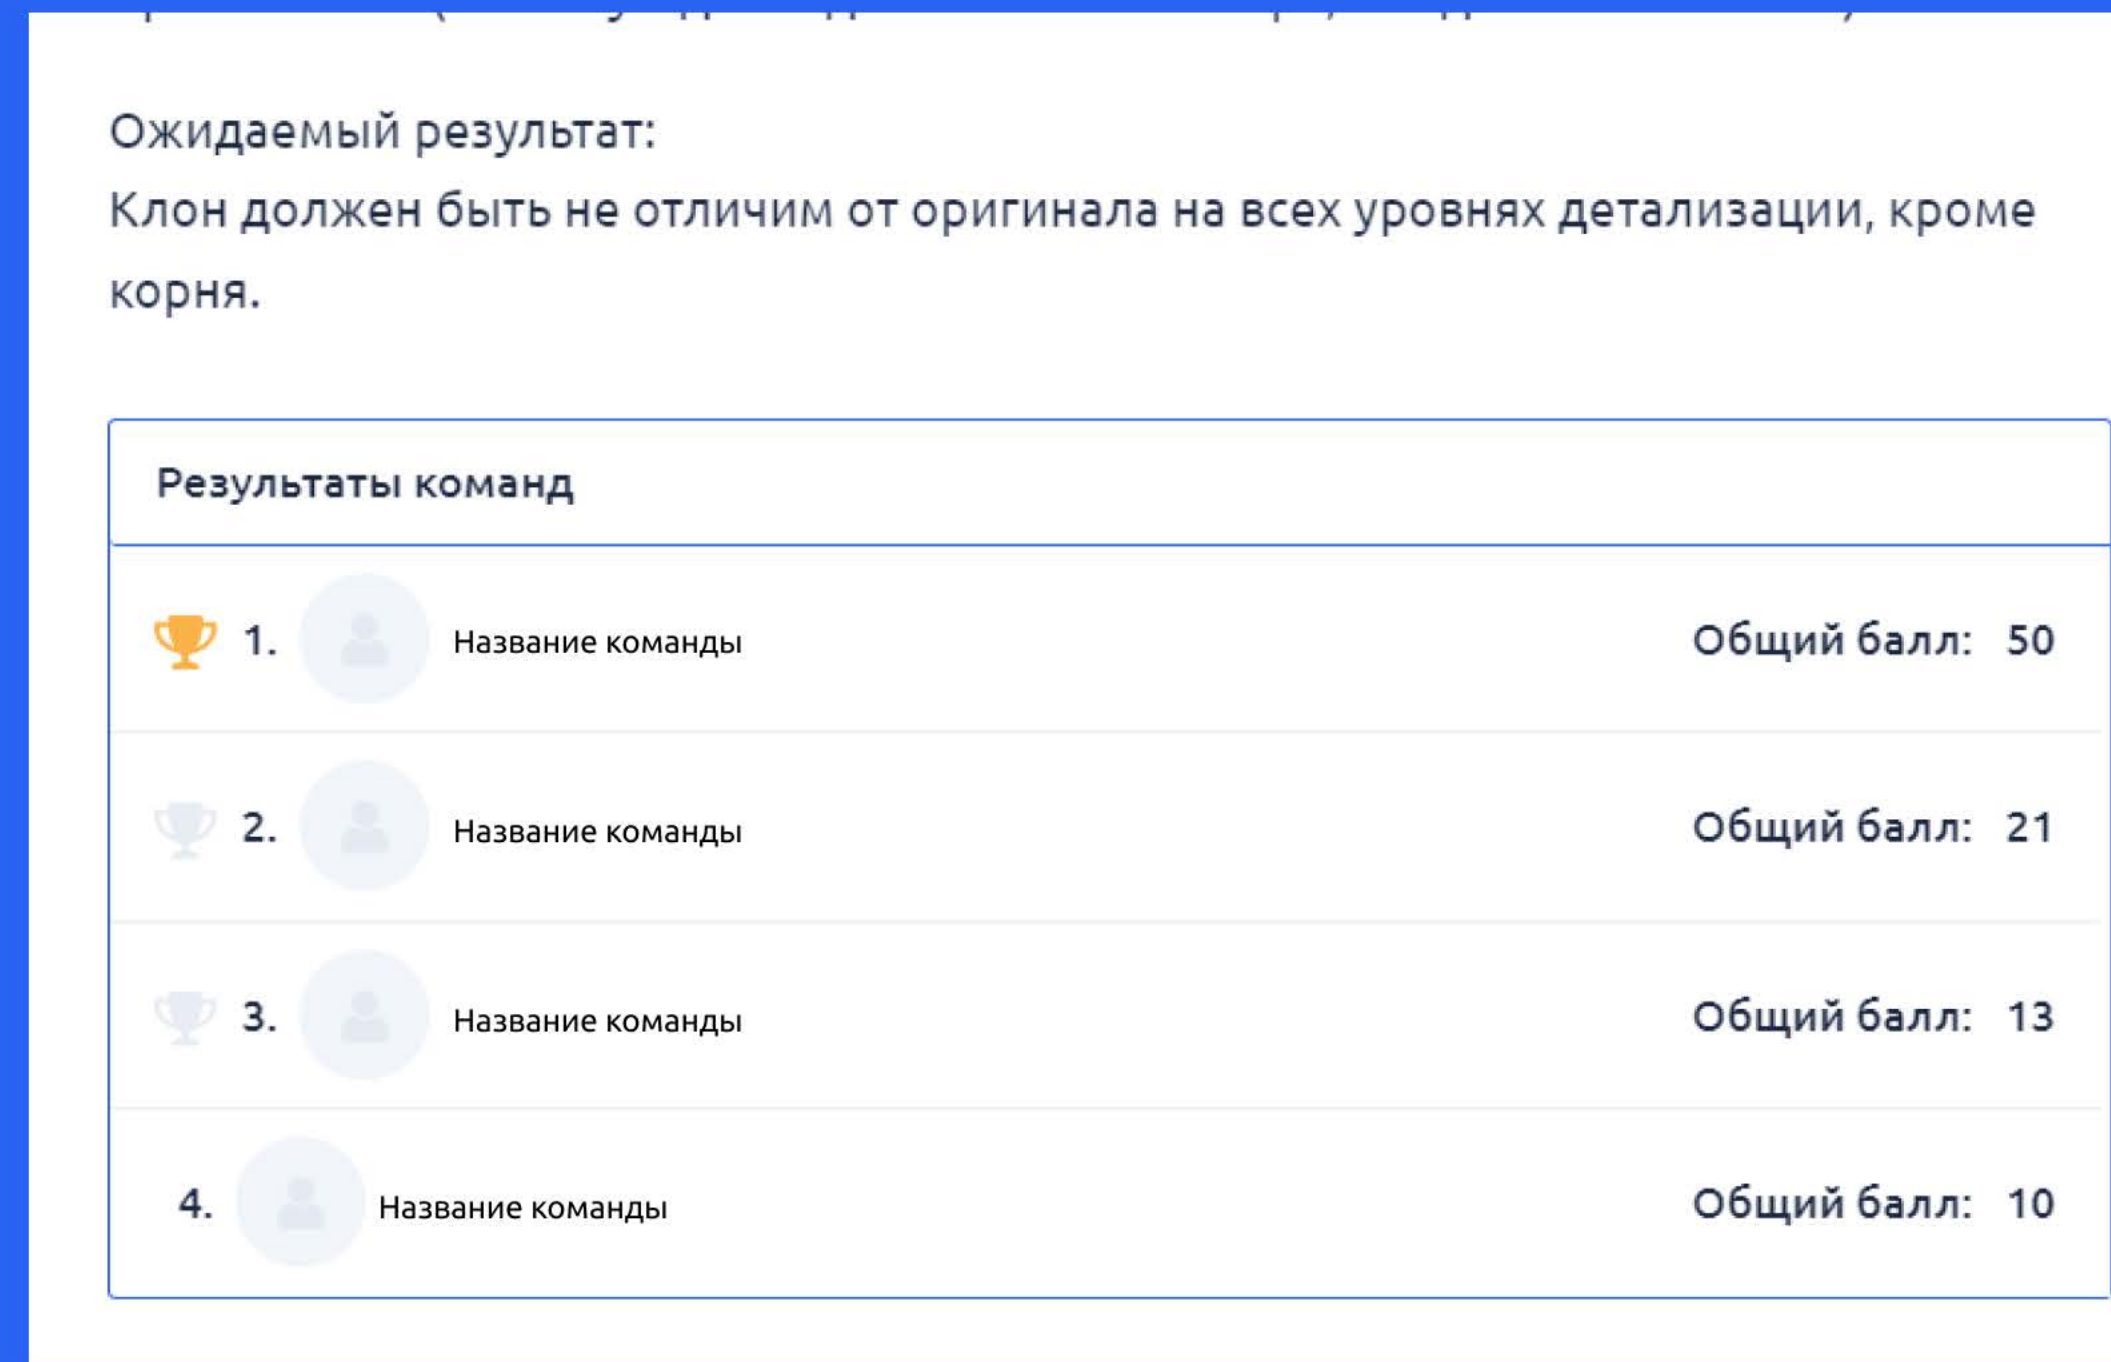 Ожидаемый результат:
Клон должен быть не отличим от оригинала на всех уровнях детализации, кроме
корня.
Результаты команд
1. Название команды Общий балл: 50
2. Название команды Общий балл: 21
3. Название команды Общий балл: 13
4. Название команды Общий балл: 10